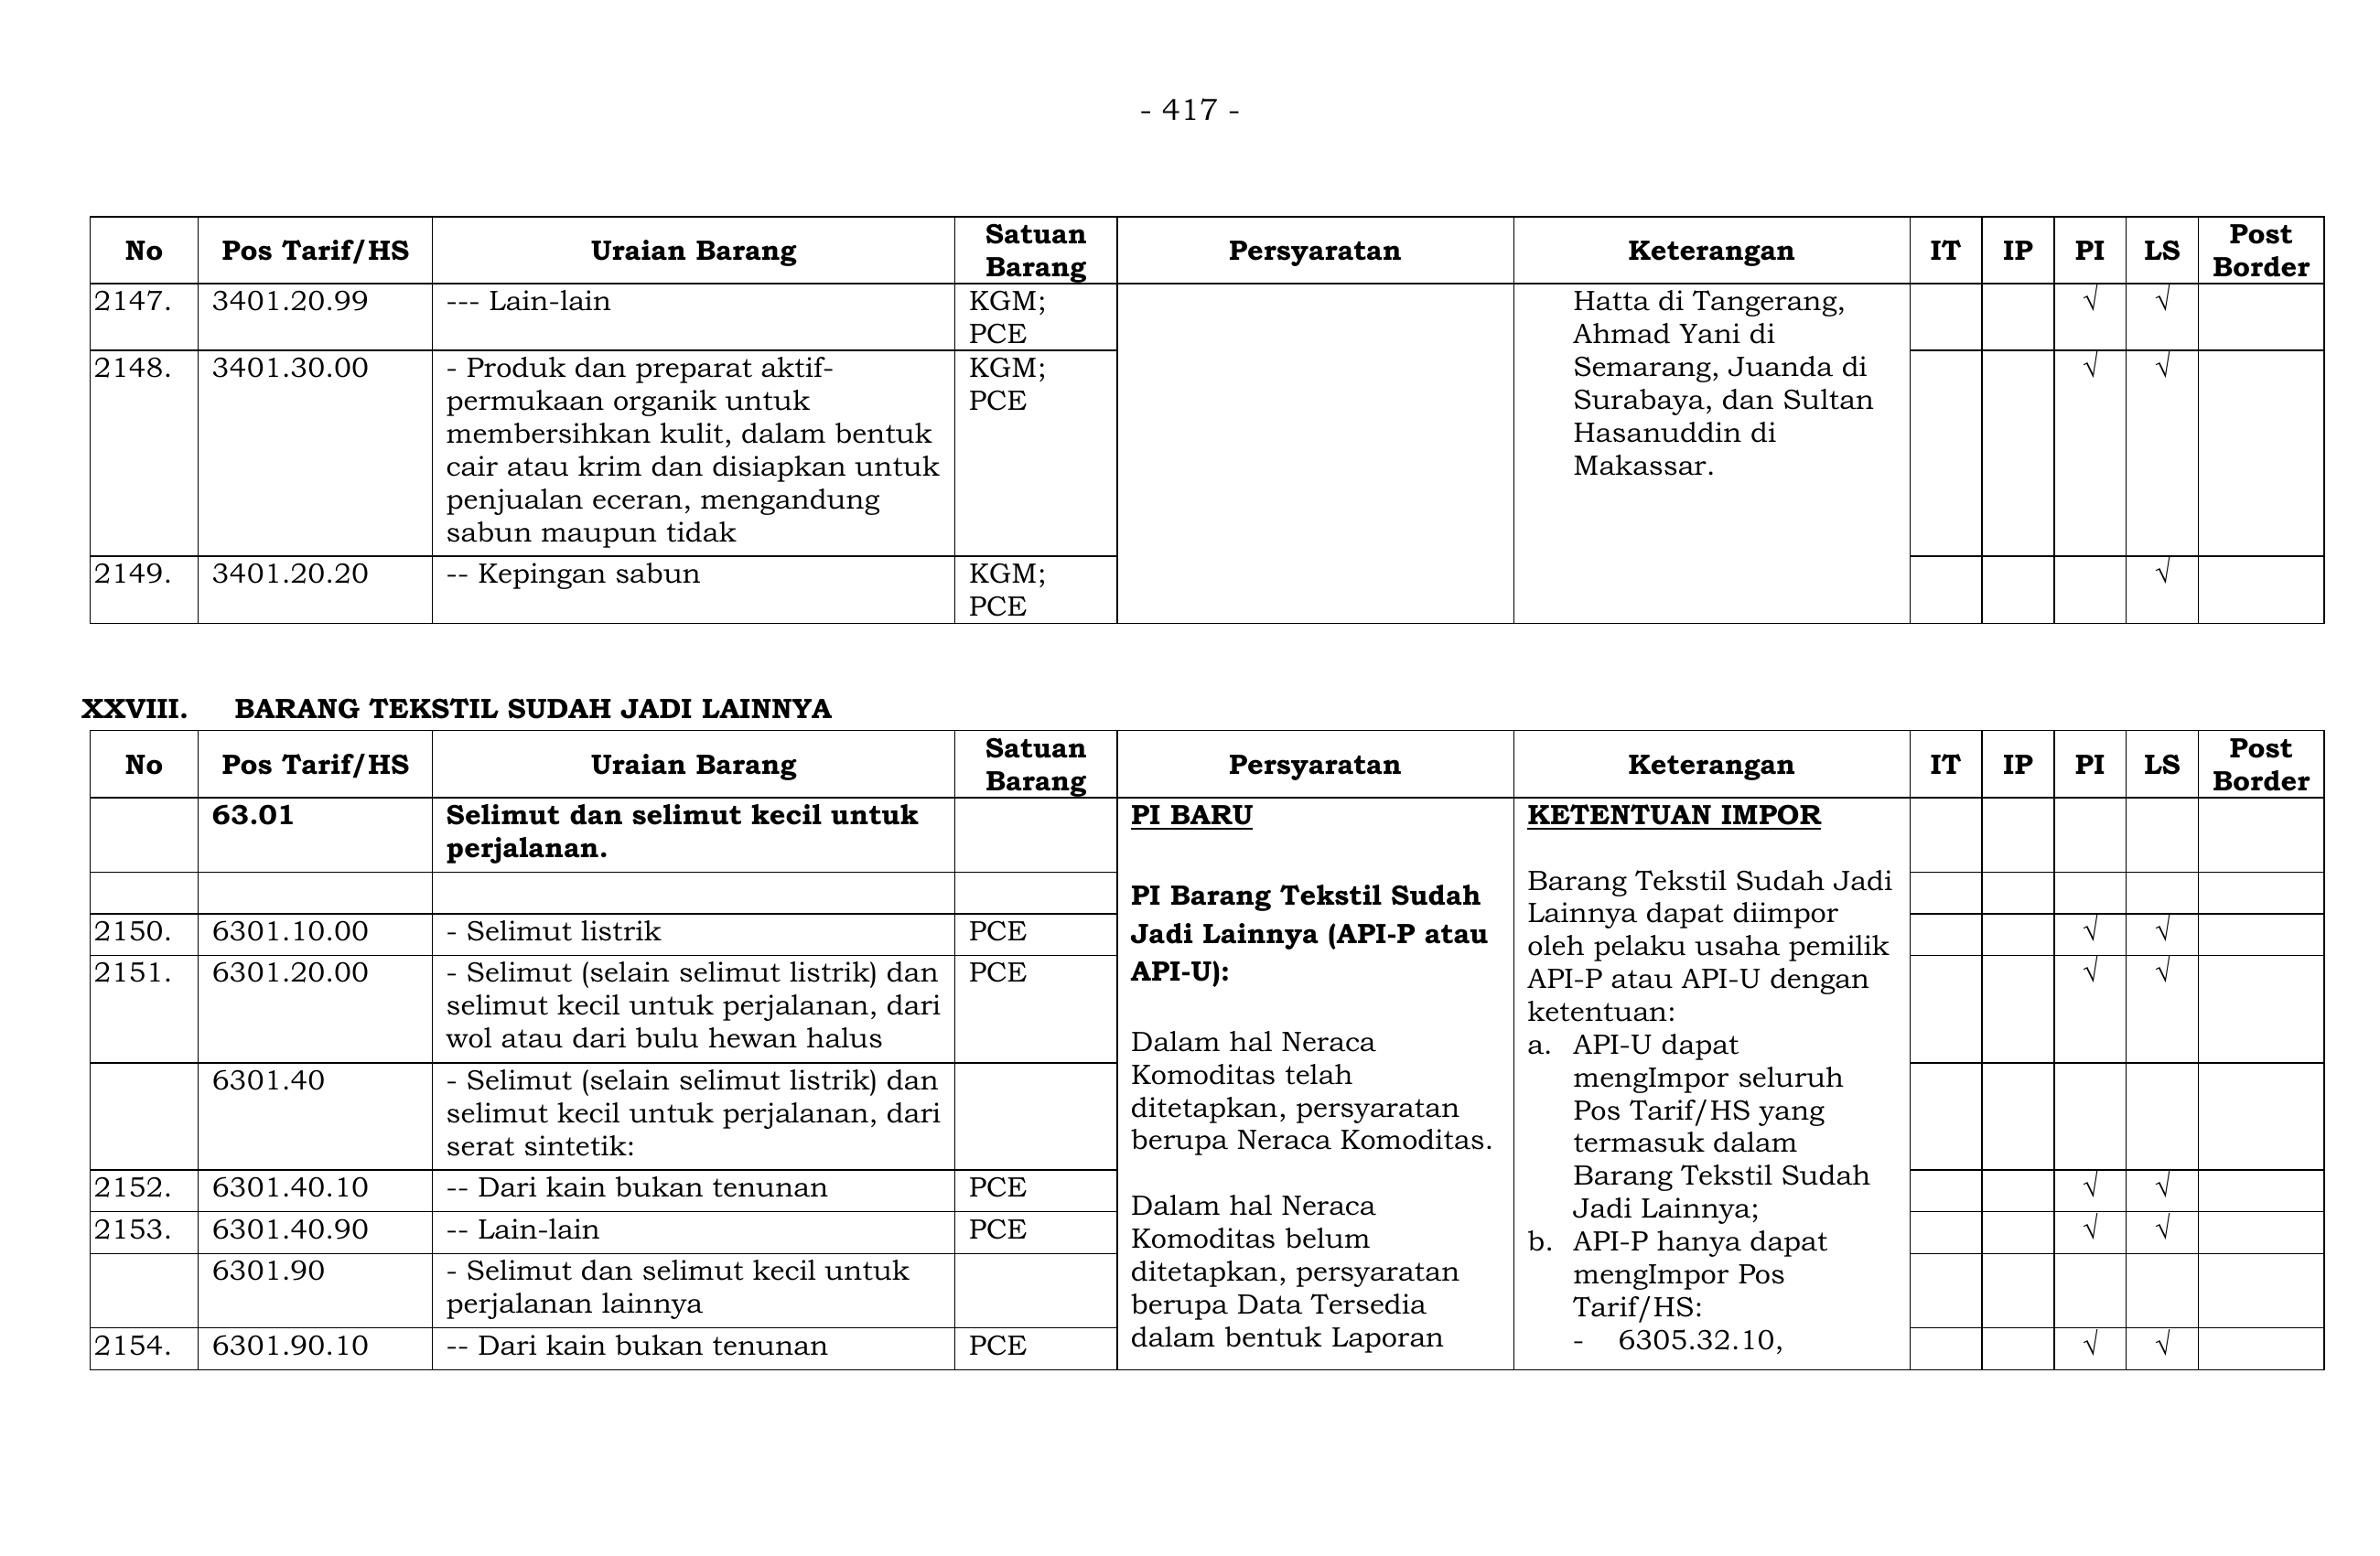 - 417 -
No
Pos Tarif/HS
Uraian Barang
Satuan
Barang
Persyaratan
Keterangan
IT
IP
PI
LS
Post
Border
2147.
3401.20.99
--- Lain-lain
KGM;
PCE
√
√
2148.
3401.30.00
- Produk dan preparat aktif-
permukaan organik untuk
membersihkan kulit, dalam bentuk
cair atau krim dan disiapkan untuk
penjualan eceran, mengandung
sabun maupun tidak
KGM;
PCE
√
√
2149.
3401.20.20
-- Kepingan sabun
KGM;
PCE
√
Hatta di Tangerang,
Ahmad Yani di
Semarang, Juanda di
Surabaya, dan Sultan
Hasanuddin di
Makassar.
XXVIII. BARANG TEKSTIL SUDAH JADI LAINNYA
No
Pos Tarif/HS
Uraian Barang
Satuan
Barang
Persyaratan
Keterangan
IT
IP
PI
LS
Post
Border
63.01
Selimut dan selimut kecil untuk
perjalanan.
2150.
6301.10.00
- Selimut listrik
PCE
√
√
2151.
6301.20.00
- Selimut (selain selimut listrik) dan
selimut kecil untuk perjalanan, dari
wol atau dari bulu hewan halus
PCE
√
√
6301.40
- Selimut (selain selimut listrik) dan
selimut kecil untuk perjalanan, dari
serat sintetik:
2152.
6301.40.10
-- Dari kain bukan tenunan
PCE
√
√
2153.
6301.40.90
-- Lain-lain
PCE
√
√
6301.90
- Selimut dan selimut kecil untuk
perjalanan lainnya
2154.
6301.90.10
-- Dari kain bukan tenunan
PCE
√
√
PI BARU
PI Barang Tekstil Sudah
Jadi Lainnya (API-P atau
API-U):
Dalam hal Neraca
Komoditas telah
ditetapkan, persyaratan
berupa Neraca Komoditas.
Dalam hal Neraca
Komoditas belum
ditetapkan, persyaratan
berupa Data Tersedia
dalam bentuk Laporan
KETENTUAN IMPOR
Barang Tekstil Sudah Jadi
Lainnya dapat diimpor
oleh pelaku usaha pemilik
API-P atau API-U dengan
ketentuan:
a. API-U dapat
mengImpor seluruh
Pos Tarif/HS yang
termasuk dalam
Barang Tekstil Sudah
Jadi Lainnya;
b. API-P hanya dapat
mengImpor Pos
Tarif/HS:
- 6305.32.10,